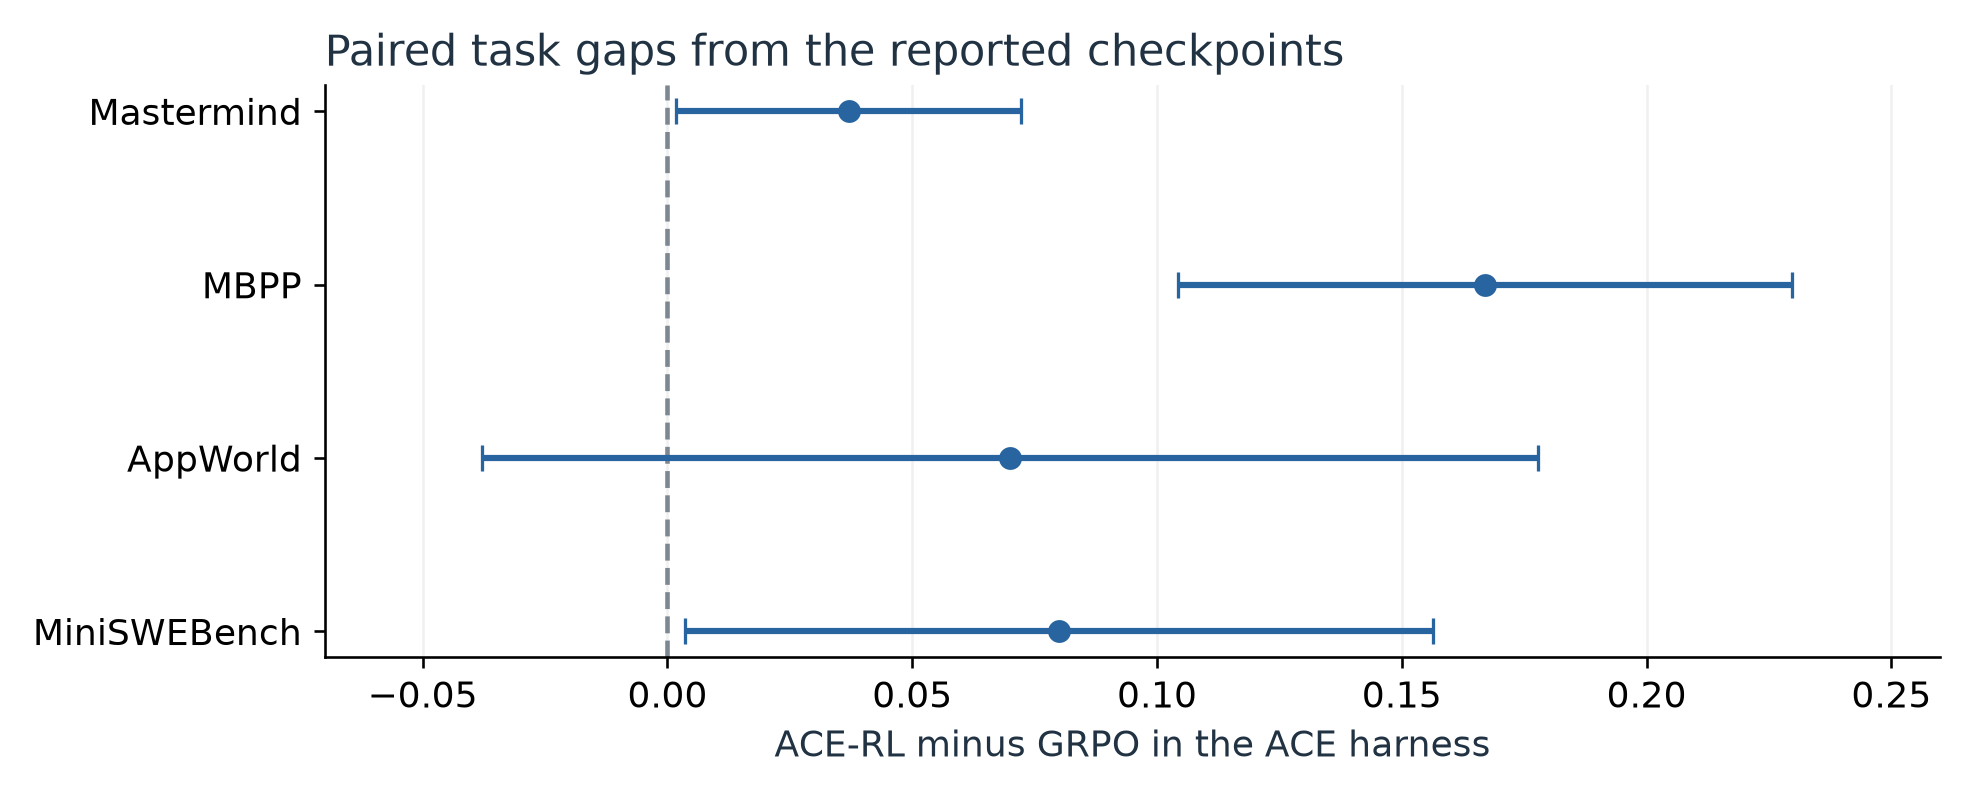 Paired task gaps from the reported checkpoints
Mastermind
MBPP
AppWorld
MiniSWEBench
−0.05 0.00 0.05 0.10 0.15 0.20 0.25
ACE-RL minus GRPO in the ACE harness